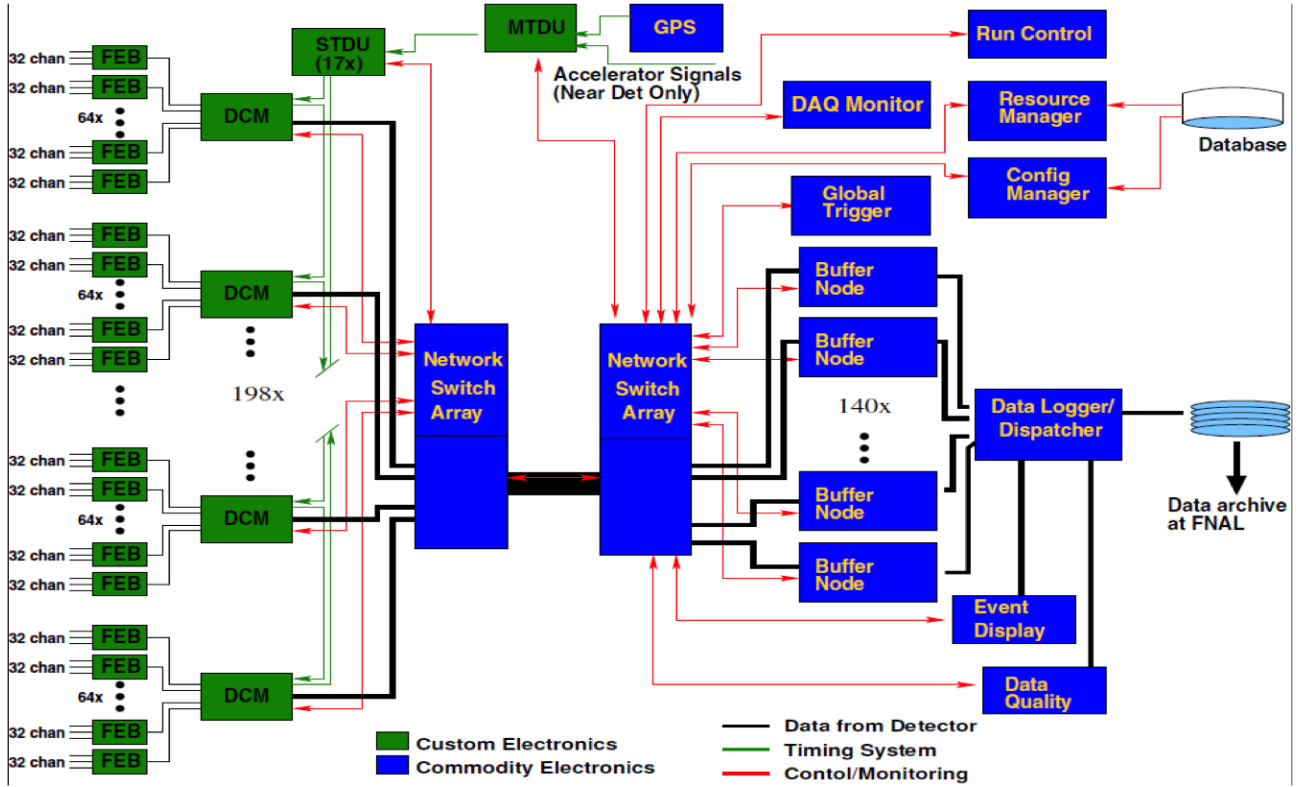 MTDU
GPS
STDU
(17x)
Run Control
Accelerator Signals
(Near Det Only)
DAQ Monitor
Resource
Manager
Database
Config
Manager
Global
Trigger
32 chan
FEB
32 chan
FEB
64x
DCM
32 chan
FEB
32 chan
FEB
32 chan
FEB
32 chan
FEB
64x
DCM
32 chan
FEB
32 chan
FEB
198x
32 chan
FEB
32 chan
FEB
64x
DCM
32 chan
FEB
32 chan
FEB
32 chan
FEB
32 chan
FEB
64x
DCM
32 chan
FEB
32 chan
FEB
Network
Switch
Array
Network
Switch
Array
Buffer
Node
Buffer
Node
140x
Buffer
Node
Buffer
Node
Data Logger/
Dispatcher
Data archive
at FNAL
Event
Display
Data
Quality
Custom Electronics
Commodity Electronics
Data from Detector
Timing System
Contol/Monitoring